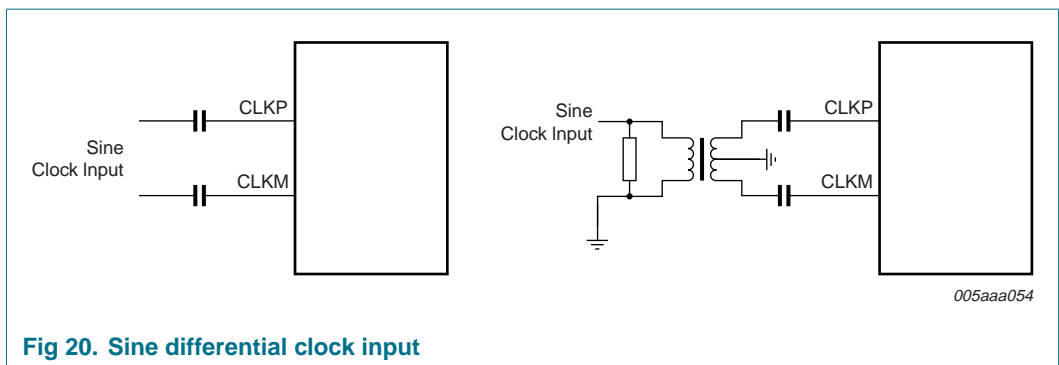 CLKP
Sine
Clock Input
CLKM
Sine
Clock Input
CLKP
CLKM
005aaa054
Fig 20. Sine differential clock input